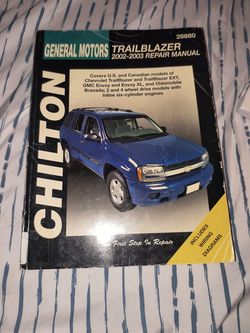 28880
GENERAL MOTORS
TRAILBLAZER
2002-2003 REPAIR MANUAL
Covers U.S. and Canadian models of
Chevrolet TrailBlazer and TrailBlazer EXT,
GMC Envoy and Envoy XL, and Oldsmobile
Bravada; 2 and 4 wheel drive models with
inline six-cylinder engines
CHILTON
INCLUDES
WIRING
DIAGRAMS
First Step In Repair